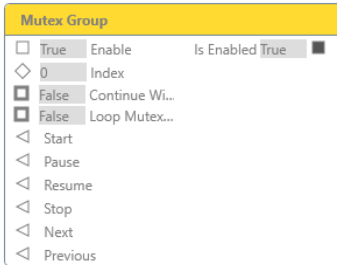 Mutex Group
True Enable Is Enabled True
0 Index
False Continue Wi...
False Loop Mutex...
Start
Pause
Resume
Stop
Next
Previous